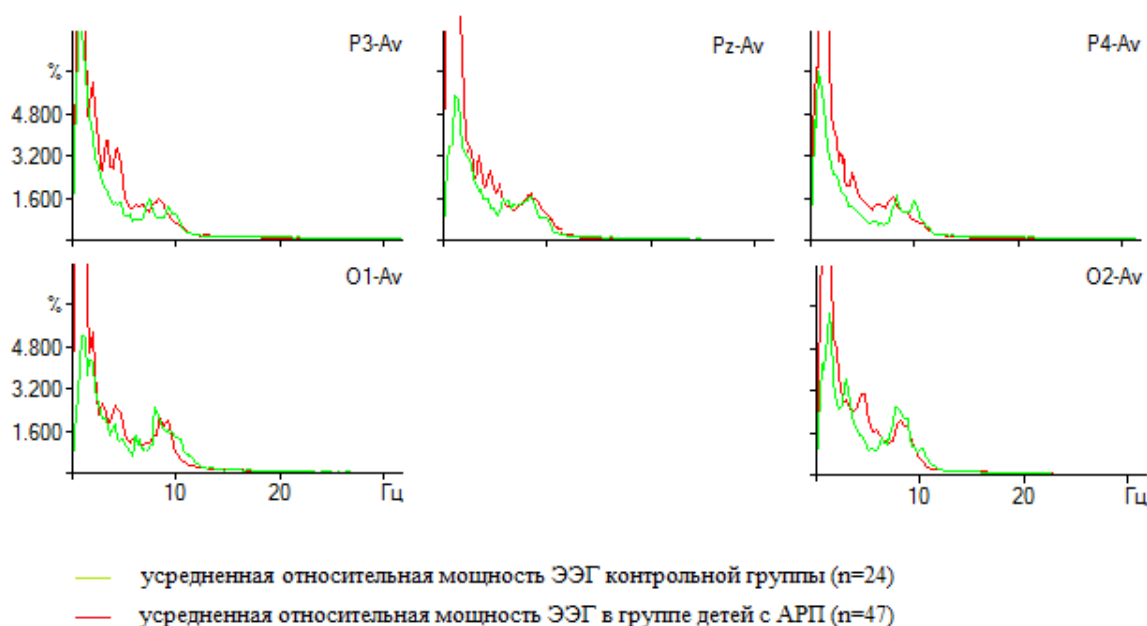 P3-Av
Pz-Av
P4-Av
%
4.800
3.200
1.600
10
20
O1-Av
O2-Av
%
4.800
3.200
1.600
10
20
Гц
10
20
Гц
усредненная относительная мощность ЭЭГ контрольной группы (n=24)
усредненная относительная мощность ЭЭГ в группе детей с АРП (n=47)